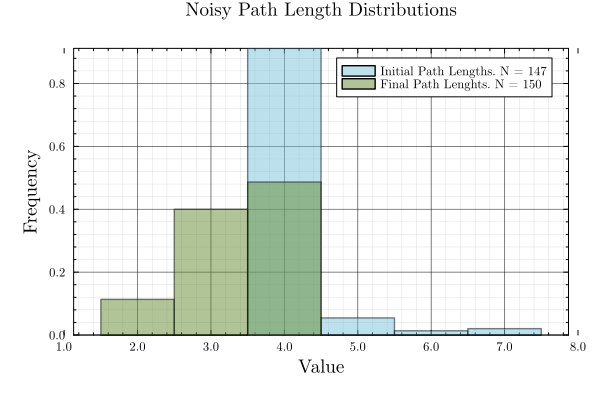 Noisy Path Length Distributions
Initial Path Lengths. N = 147
Final Path Lenghts. N = 150
Frequency
0.8
0.6
0.4
0.2
0.0
1.0 2.0 3.0 4.0 5.0 6.0 7.0 8.0
Value